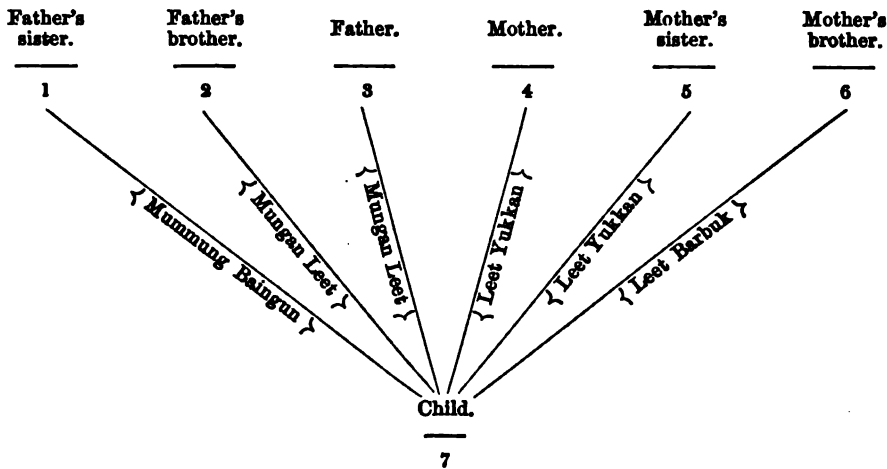 Father's sister.
Father's brother.
Father.
Mother.
Mother's sister.
Mother's brother.
1
2
3
4
5
6
{ Mummung Baingun }
{ Mungan Leet }
{ Mungan Leet }
{ Leet Yukkan }
{ Leet Yukkan }
{ Leet Barbuk }
Child.
7